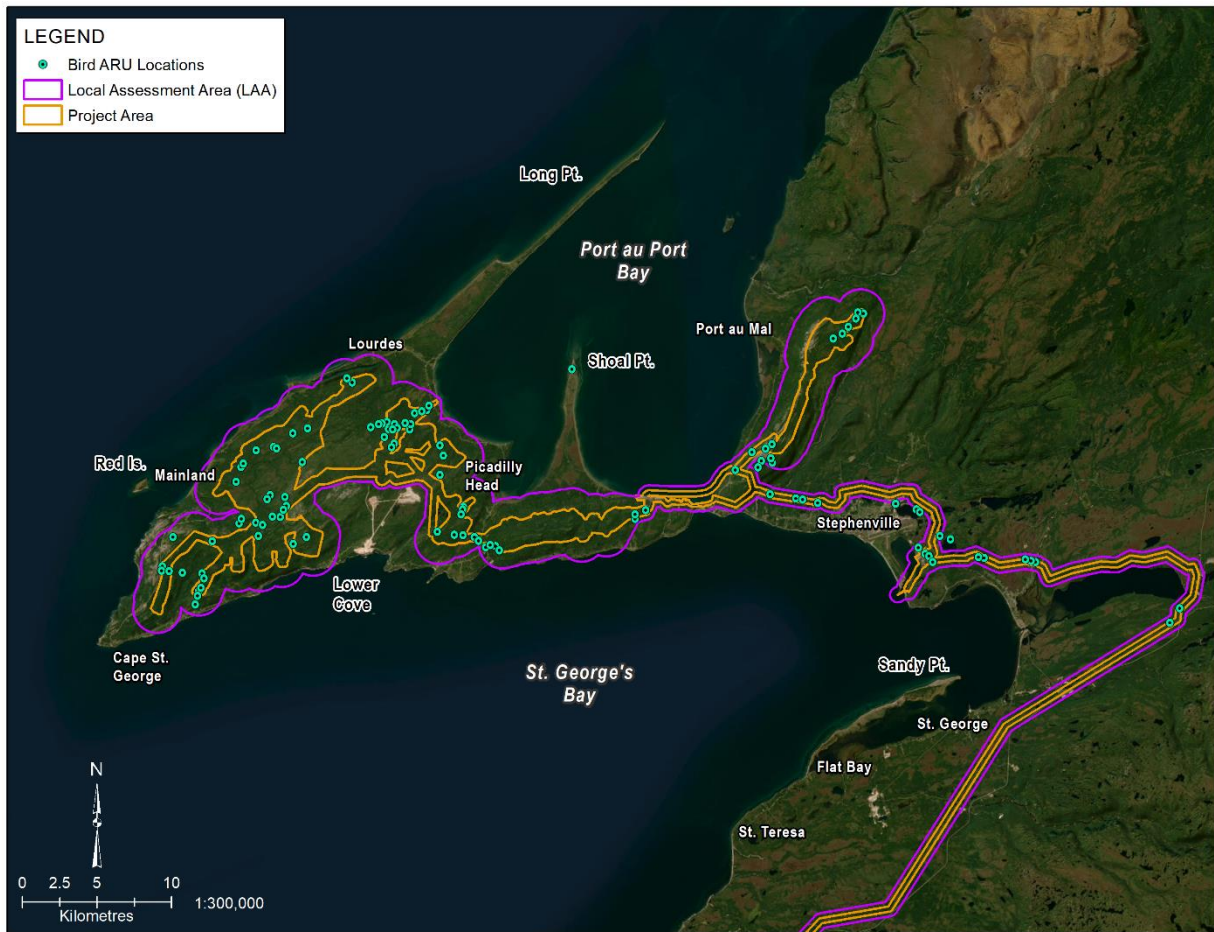 LEGEND
Bird ARU Locations
Local Assessment Area (LAA)
Project Area
Long Pt.
Port au Port
Bay
Port au Mal
Lourdes
Shoal Pt.
Red Is.
Mainland
Picadilly
Head
Stephenville
Lower
Cove
Cape St.
George
St. George's
Bay
Sandy Pt.
St. George
Flat Bay
St. Teresa
N
0 2.5 5 10
Kilometres
1:300,000